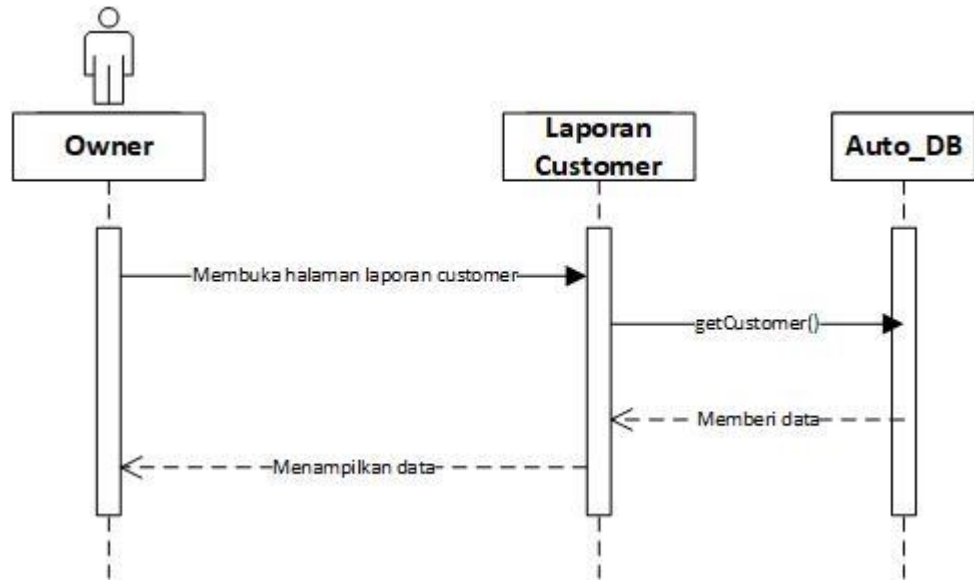 Owner
Laporan
Customer
Auto_DB
Membuka halaman laporan customer
getCustomer()
Memberi data
Menampilkan data